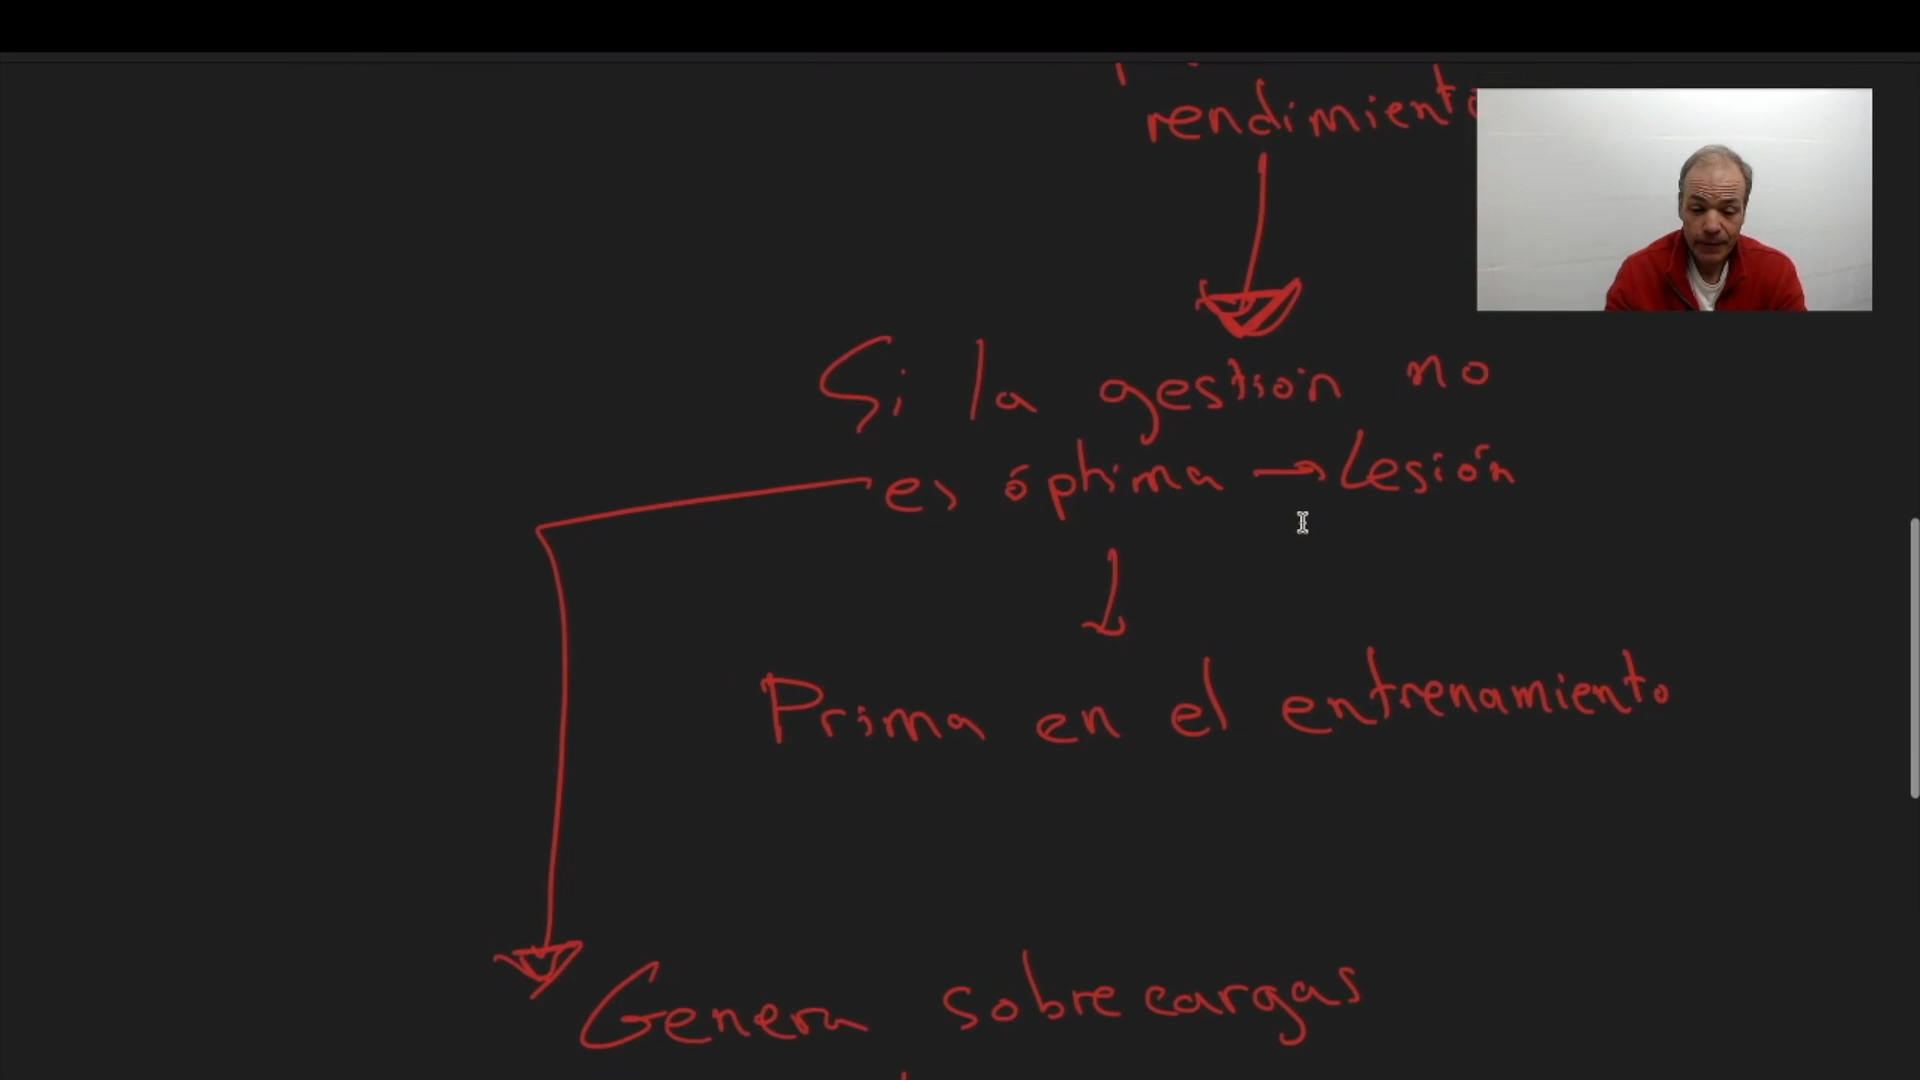 rendimiento
Si la gestión no
es óptima → Lesión
Prima en el entrenamiento
Genera sobrecargas